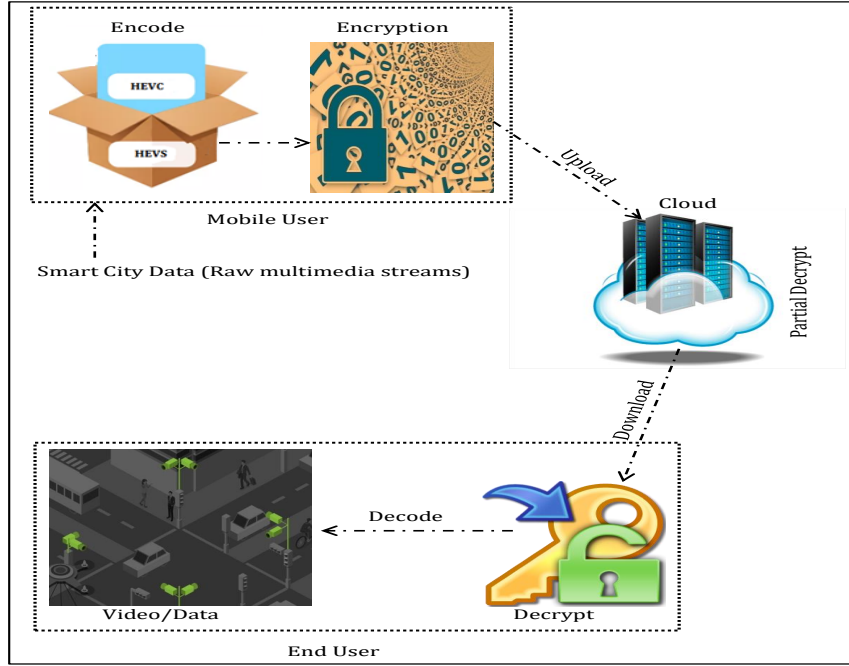 Encode
Encryption
HEVC
HEVS
Upload
Mobile User
Cloud
Smart City Data (Raw multimedia streams)
Partial Decrypt
Download
Decode
Video/Data
Decrypt
End User